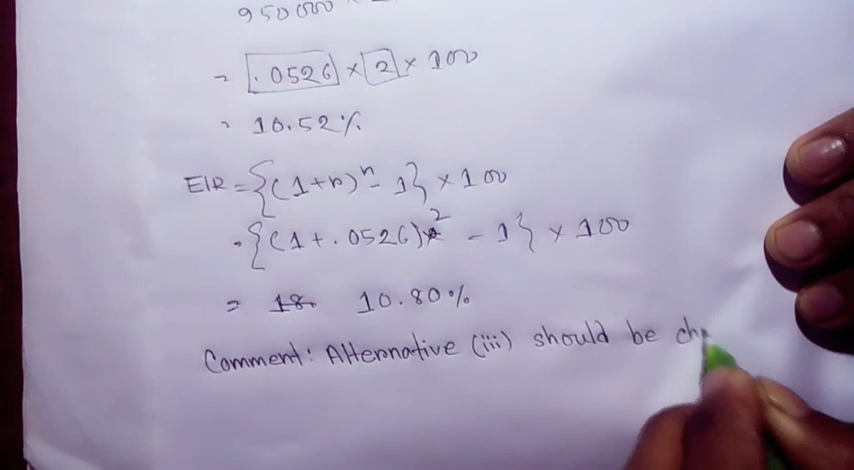 950000 ×
= .0526 × 2 × 100
= 10.52%
EIR = {(1+r)^n - 1} × 100
= {(1+.0526)^2 - 1} × 100
= 10.80%
Comment: Alternative (iii) should be ch